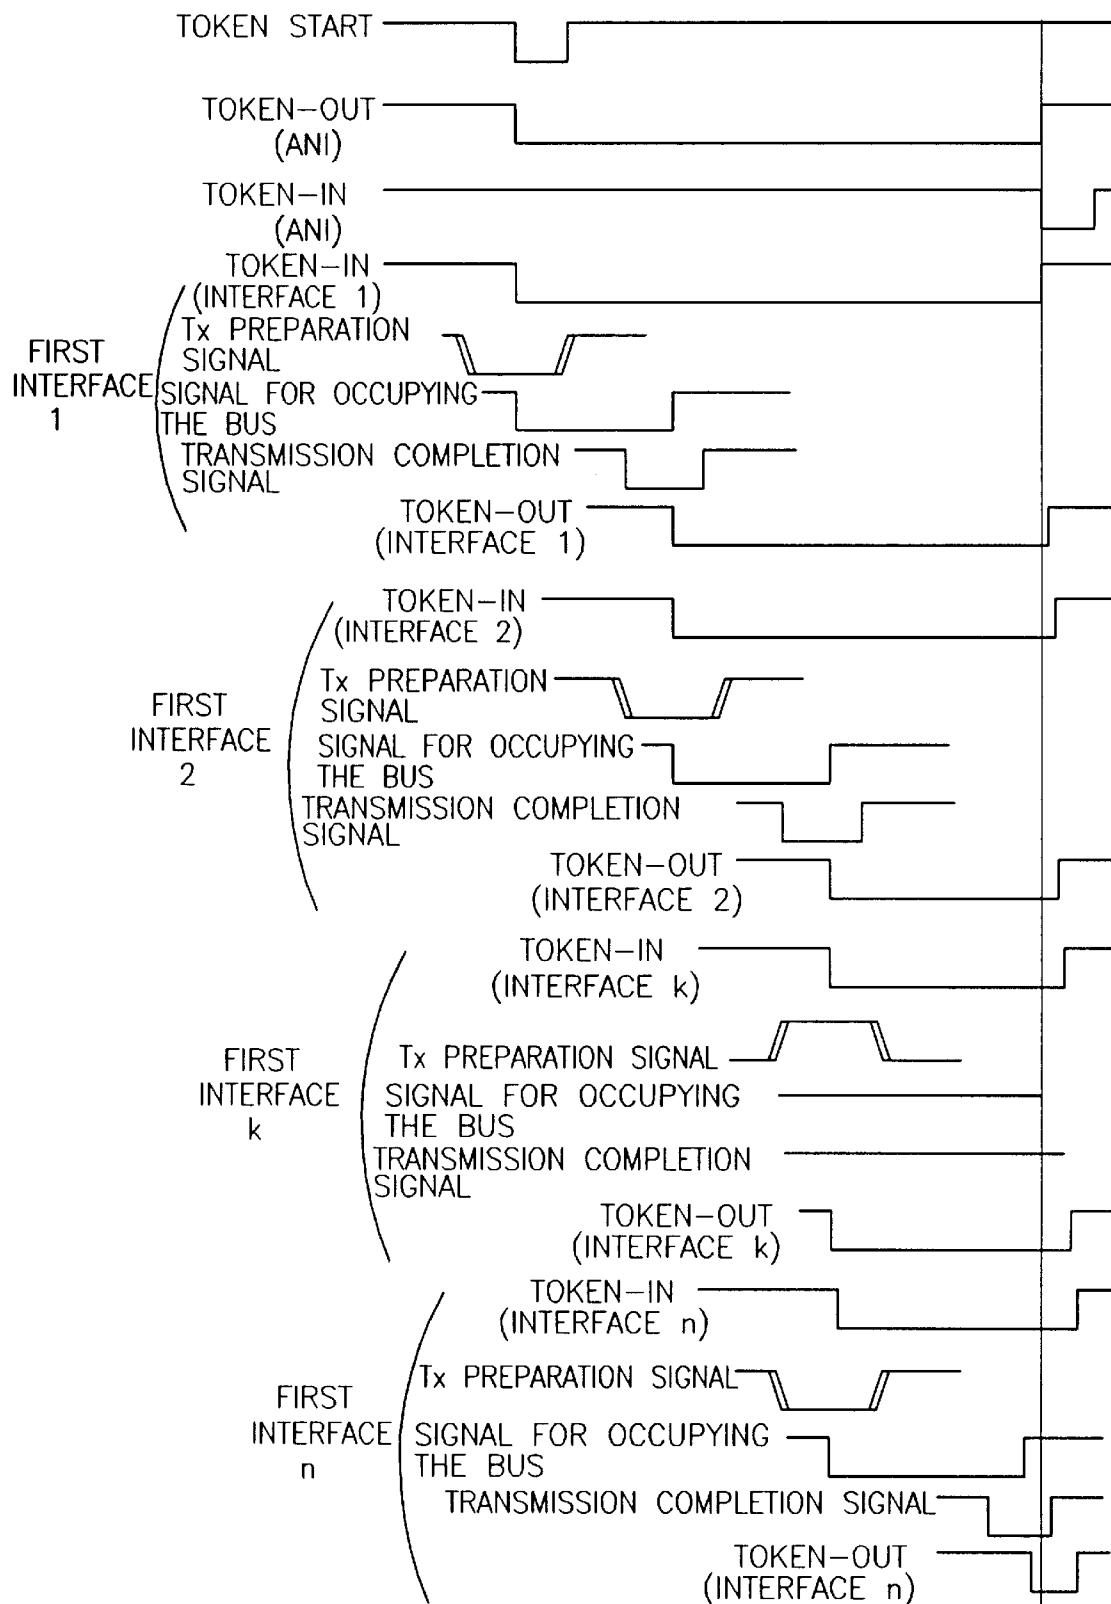 TOKEN START
TOKEN-OUT
(ANI)
TOKEN-IN
(ANI)
TOKEN-IN
(INTERFACE 1)
Tx PREPARATION
SIGNAL
FIRST
INTERFACE
1
SIGNAL FOR OCCUPYING
THE BUS
TRANSMISSION COMPLETION
SIGNAL
TOKEN-OUT
(INTERFACE 1)
TOKEN-IN
(INTERFACE 2)
Tx PREPARATION
SIGNAL
FIRST
INTERFACE
2
SIGNAL FOR OCCUPYING
THE BUS
TRANSMISSION COMPLETION
SIGNAL
TOKEN-OUT
(INTERFACE 2)
TOKEN-IN
(INTERFACE k)
Tx PREPARATION SIGNAL
FIRST
INTERFACE
k
SIGNAL FOR OCCUPYING
THE BUS
TRANSMISSION COMPLETION
SIGNAL
TOKEN-OUT
(INTERFACE k)
TOKEN-IN
(INTERFACE n)
Tx PREPARATION SIGNAL
FIRST
INTERFACE
n
SIGNAL FOR OCCUPYING
THE BUS
TRANSMISSION COMPLETION SIGNAL
TOKEN-OUT
(INTERFACE n)